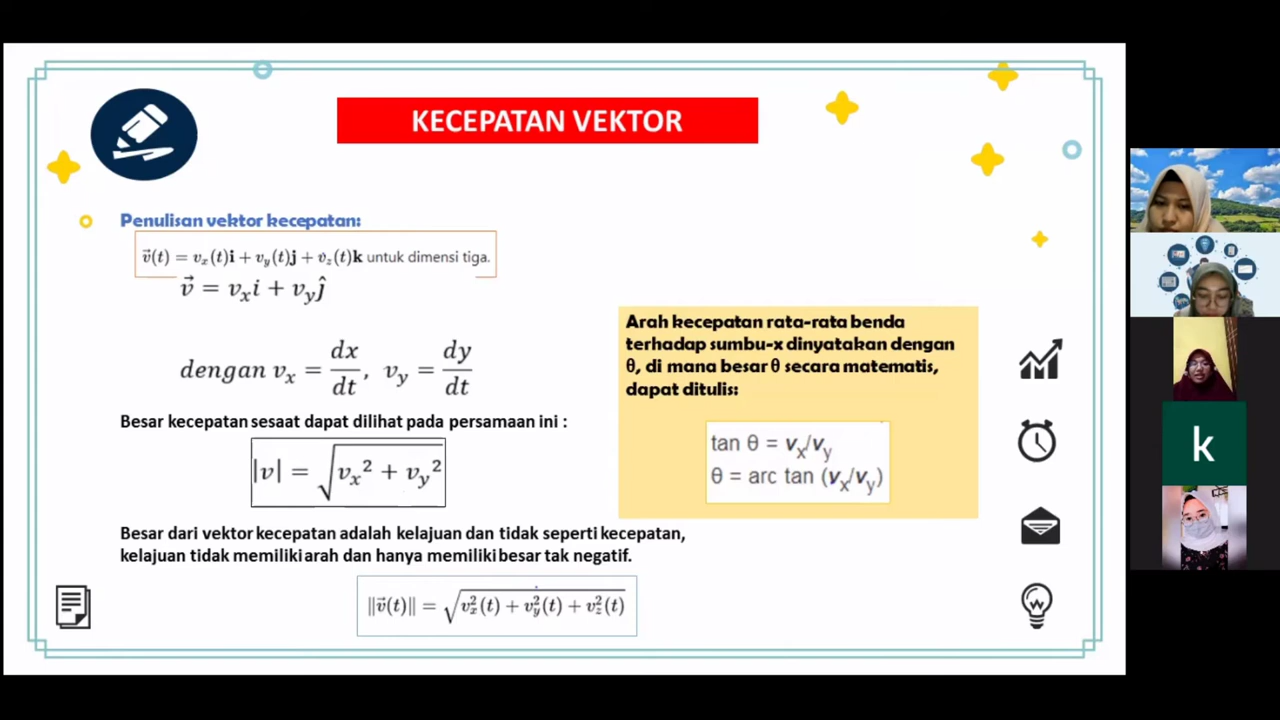 KECEPATAN VEKTOR
Penulisan vektor kecepatan:
v⃗(t) = vₓ(t)i + v_y(t)j + v_z(t)k untuk dimensi tiga.
v⃗ = vₓi + v_yĵ
dengan vₓ = dx/dt, v_y = dy/dt
Besar kecepatan sesaat dapat dilihat pada persamaan ini :
|v| = √(vₓ² + v_y²)
Besar dari vektor kecepatan adalah kelajuan dan tidak seperti kecepatan,
kelajuan tidak memiliki arah dan hanya memiliki besar tak negatif.
‖v⃗(t)‖ = √(vₓ²(t) + v_y²(t) + v_z²(t))
Arah kecepatan rata-rata benda
terhadap sumbu-x dinyatakan dengan
θ, di mana besar θ secara matematis,
dapat ditulis:
tan θ = vₓ/v_y
θ = arc tan (vₓ/v_y)
k